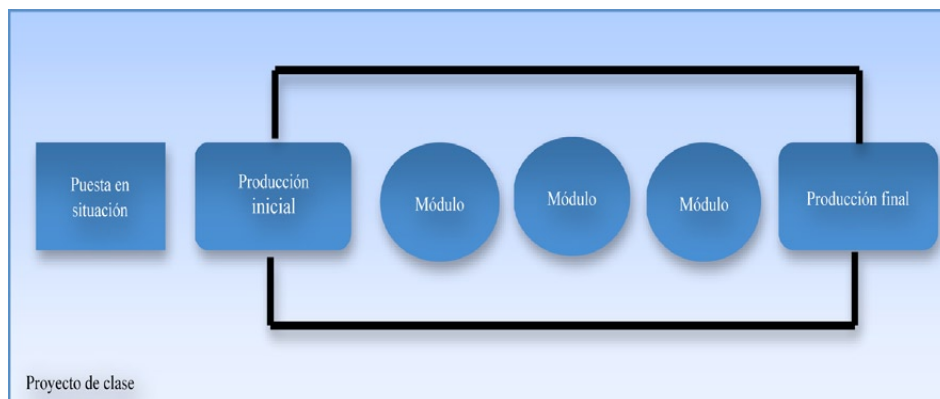 Puesta en
situación
Producción
inicial
Módulo
Módulo
Módulo
Producción final
Proyecto de clase